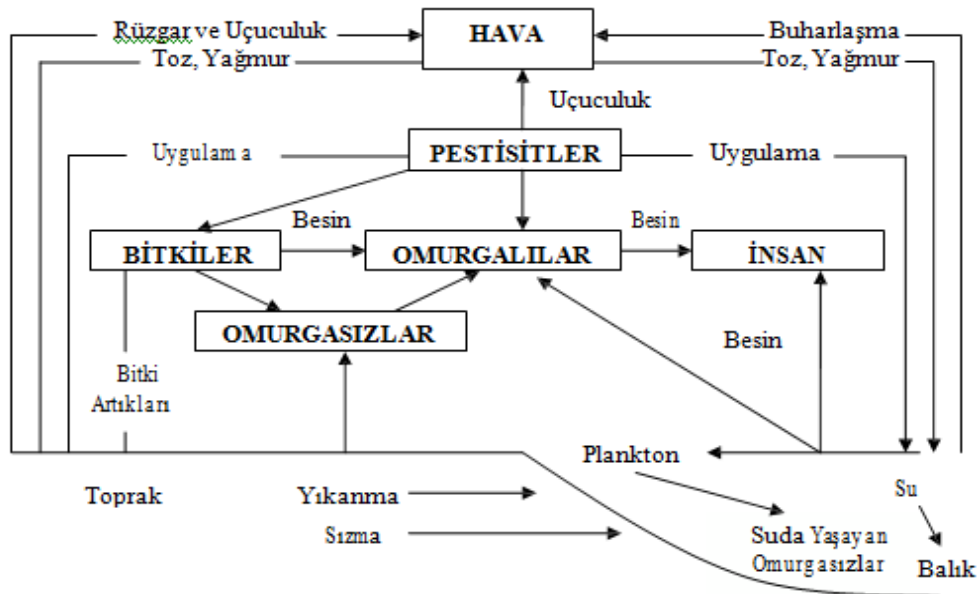 Rüzgar ve Uçuculuk
HAVA
Buharlaşma
Toz, Yağmur
Toz, Yağmur
Uçuculuk
Uygulama
PESTİSİTLER
Uygulama
Besin
Besin
BİTKİLER
OMURGALILAR
İNSAN
OMURGASIZLAR
Besin
Bitki
Artıkları
Plankton
Toprak
Yıkanma
Su
Sızma
Suda Yaşayan
Omurgasızlar
Balık